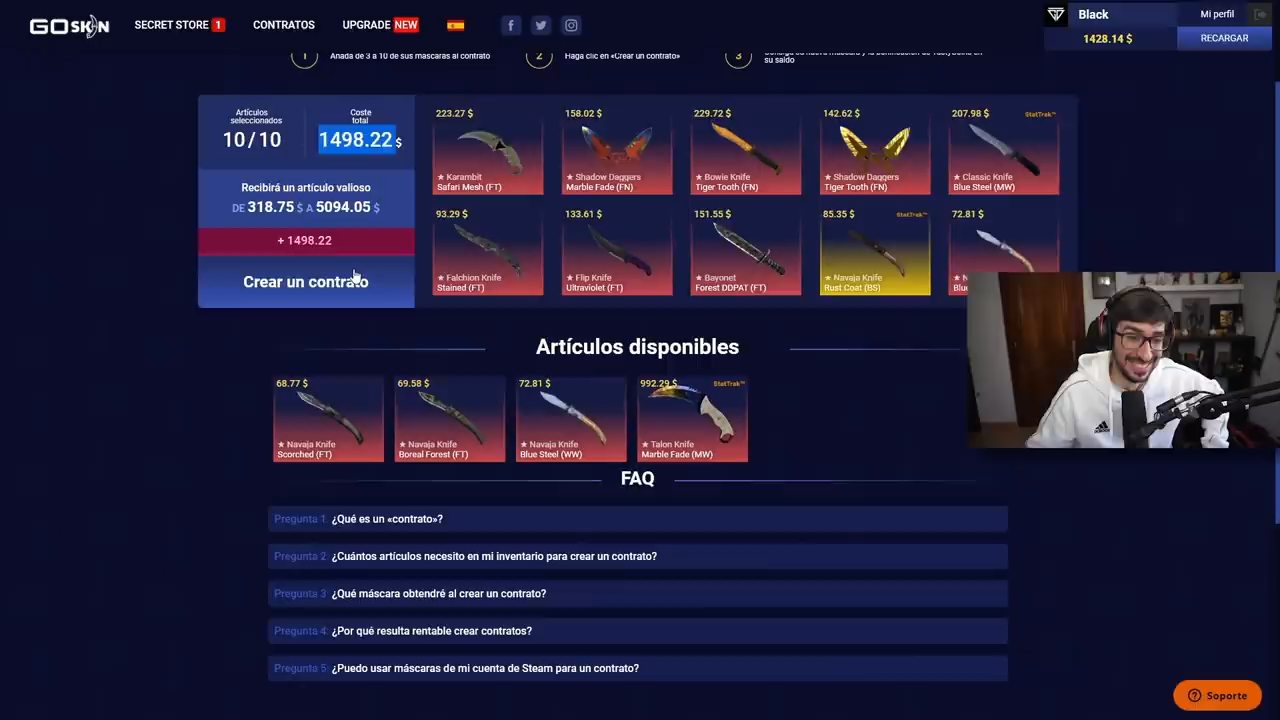 GOSKIN
SECRET STORE 1
CONTRATOS
UPGRADE NEW
Black
Mi perfil
1428.14 $
RECARGAR
1 Añada de 3 a 10 de sus máscaras al contrato
2 Haga clic en «Crear un contrato»
3
su saldo
Artículos
seleccionados
10/10
Coste
total
1498.22 $
Recibirá un artículo valioso
DE 318.75 $ A 5094.05 $
+ 1498.22
Crear un contrato
223.27 $
★ Karambit
Safari Mesh (FT)
158.02 $
★ Shadow Daggers
Marble Fade (FN)
229.72 $
★ Bowie Knife
Tiger Tooth (FN)
142.62 $
★ Shadow Daggers
Tiger Tooth (FN)
207.98 $
StatTrak™
★ Classic Knife
Blue Steel (MW)
93.29 $
★ Falchion Knife
Stained (FT)
133.61 $
★ Flip Knife
Ultraviolet (FT)
151.55 $
★ Bayonet
Forest DDPAT (FT)
85.35 $
StatTrak™
★ Navaja Knife
Rust Coat (BS)
72.81 $
★ N
Blue
Artículos disponibles
68.77 $
★ Navaja Knife
Scorched (FT)
69.58 $
★ Navaja Knife
Boreal Forest (FT)
72.81 $
★ Navaja Knife
Blue Steel (WW)
992.29 $
StatTrak™
★ Talon Knife
Marble Fade (MW)
FAQ
Pregunta 1 ¿Qué es un «contrato»?
Pregunta 2 ¿Cuántos artículos necesito en mi inventario para crear un contrato?
Pregunta 3 ¿Qué máscara obtendré al crear un contrato?
Pregunta 4 ¿Por qué resulta rentable crear contratos?
Pregunta 5 ¿Puedo usar máscaras de mi cuenta de Steam para un contrato?
Soporte